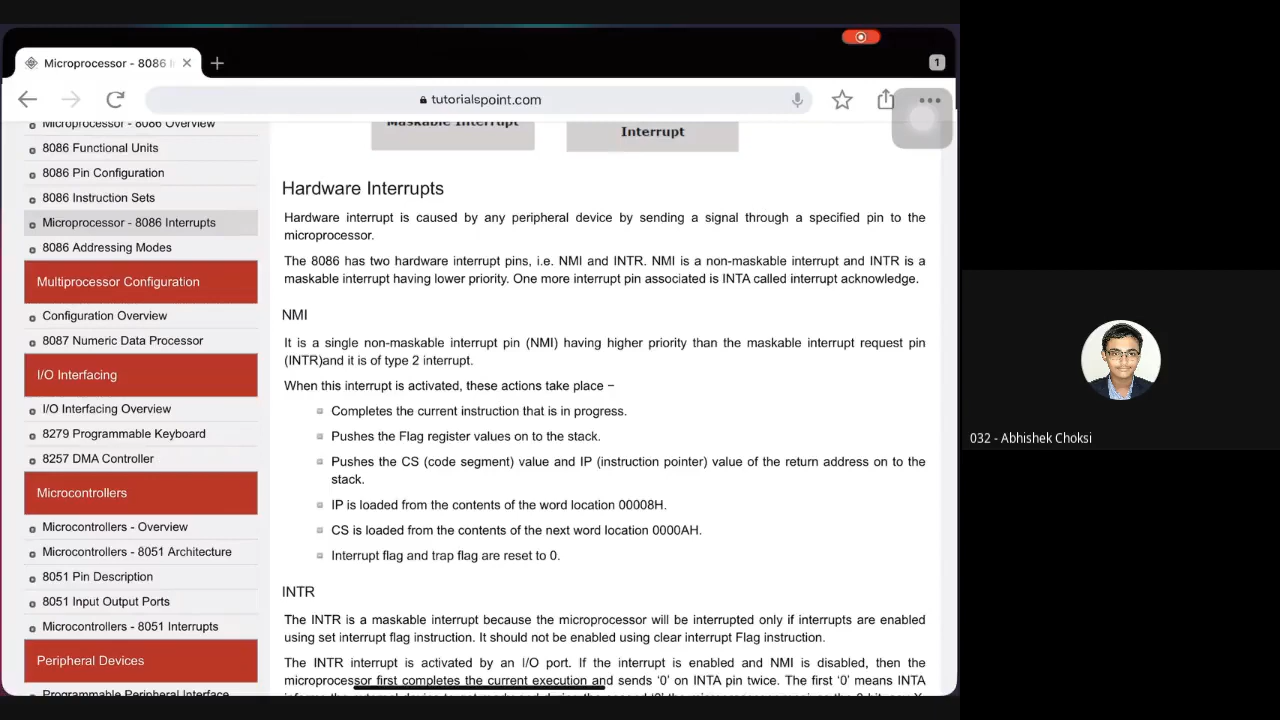 Microprocessor - 8086 I
1
tutorialspoint.com
Microprocessor - 8086 Overview
8086 Functional Units
8086 Pin Configuration
8086 Instruction Sets
Microprocessor - 8086 Interrupts
8086 Addressing Modes
Multiprocessor Configuration
Configuration Overview
8087 Numeric Data Processor
I/O Interfacing
I/O Interfacing Overview
8279 Programmable Keyboard
8257 DMA Controller
Microcontrollers
Microcontrollers - Overview
Microcontrollers - 8051 Architecture
8051 Pin Description
8051 Input Output Ports
Microcontrollers - 8051 Interrupts
Peripheral Devices
Programmable Peripheral Interface
Maskable Interrupt
Interrupt
Hardware Interrupts
Hardware interrupt is caused by any peripheral device by sending a signal through a specified pin to the
microprocessor.
The 8086 has two hardware interrupt pins, i.e. NMI and INTR. NMI is a non-maskable interrupt and INTR is a
maskable interrupt having lower priority. One more interrupt pin associated is INTA called interrupt acknowledge.
NMI
It is a single non-maskable interrupt pin (NMI) having higher priority than the maskable interrupt request pin
(INTR)and it is of type 2 interrupt.
When this interrupt is activated, these actions take place −
Completes the current instruction that is in progress.
Pushes the Flag register values on to the stack.
Pushes the CS (code segment) value and IP (instruction pointer) value of the return address on to the
stack.
IP is loaded from the contents of the word location 00008H.
CS is loaded from the contents of the next word location 0000AH.
Interrupt flag and trap flag are reset to 0.
INTR
The INTR is a maskable interrupt because the microprocessor will be interrupted only if interrupts are enabled
using set interrupt flag instruction. It should not be enabled using clear interrupt Flag instruction.
The INTR interrupt is activated by an I/O port. If the interrupt is enabled and NMI is disabled, then the
microprocessor first completes the current execution and sends '0' on INTA pin twice. The first '0' means INTA
032 - Abhishek Choksi